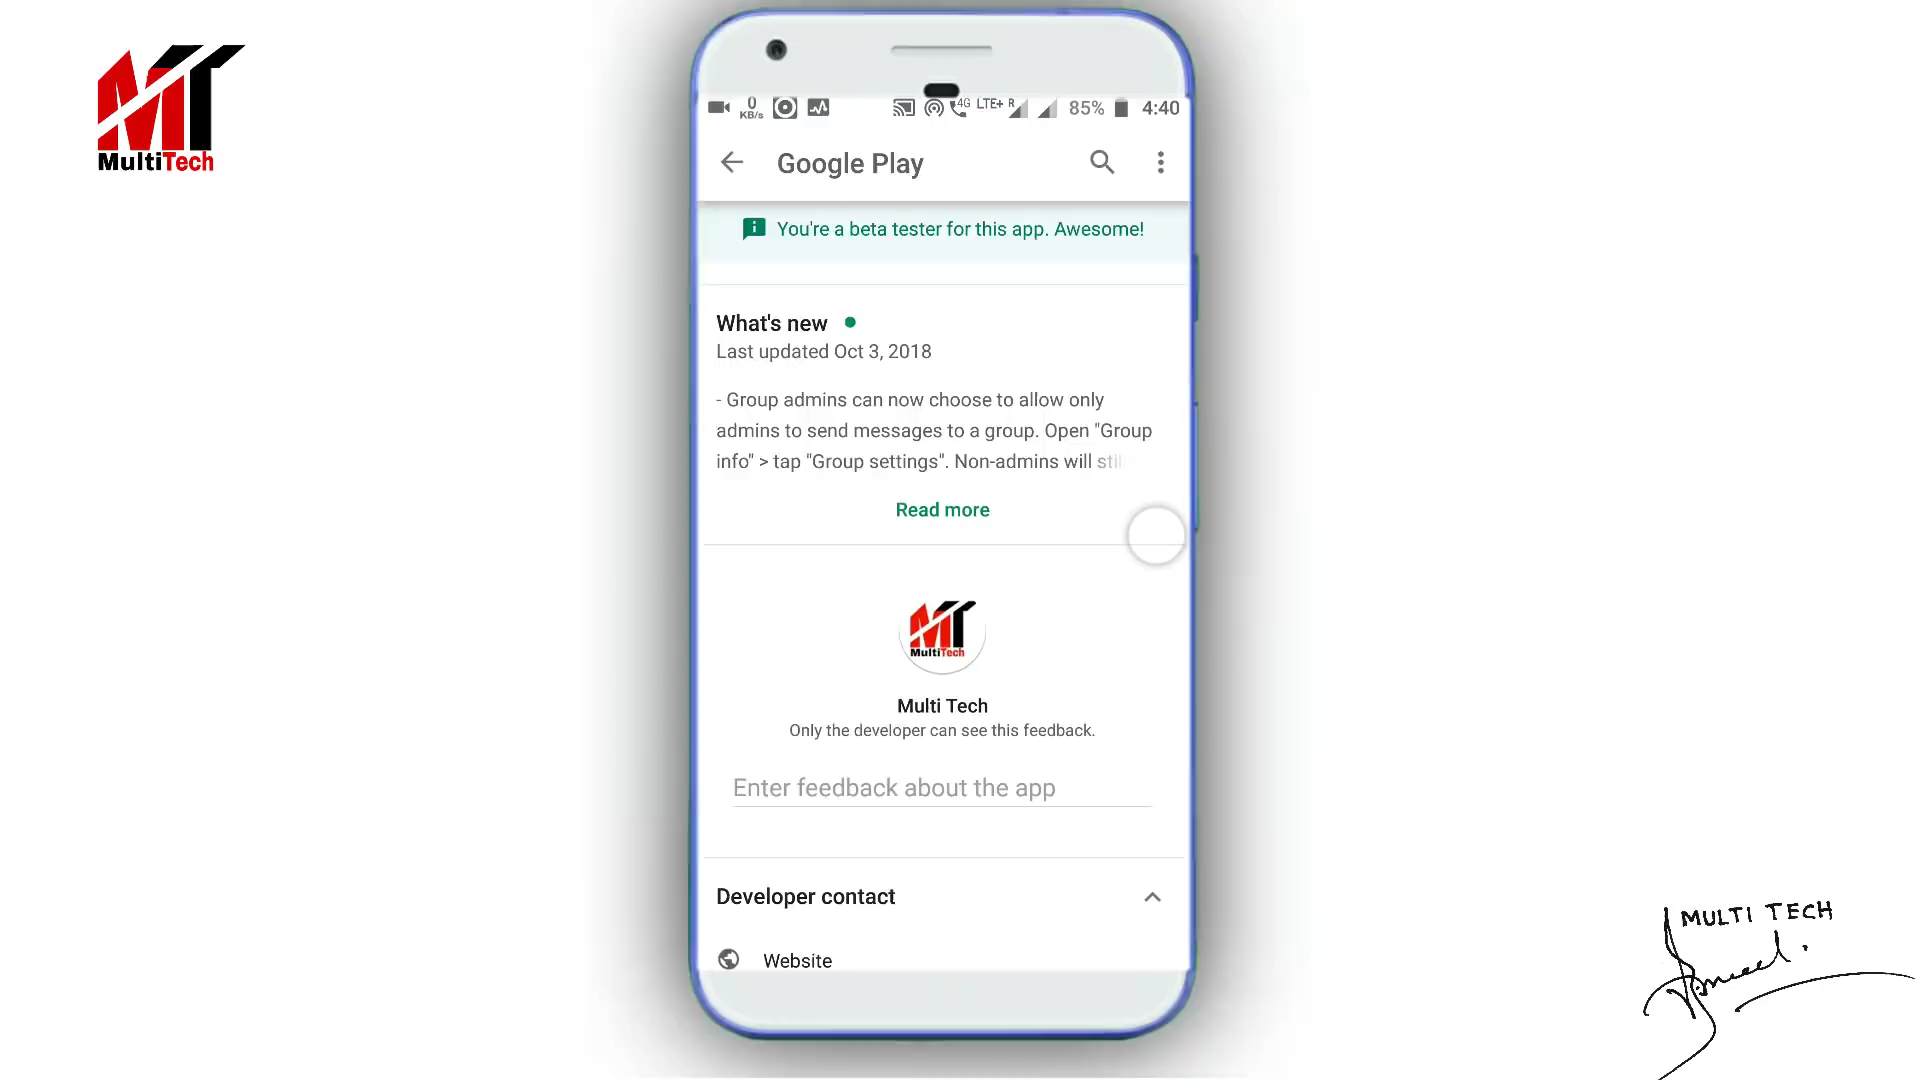 MT
MultiTech
0
KB/s
4G
LTE+
R
85%
4:40
Google Play
You're a beta tester for this app. Awesome!
What's new
Last updated Oct 3, 2018
- Group admins can now choose to allow only
admins to send messages to a group. Open "Group
info" > tap "Group settings". Non-admins will still
Read more
MT
MultiTech
Multi Tech
Only the developer can see this feedback.
Enter feedback about the app
Developer contact
Website
MULTI TECH